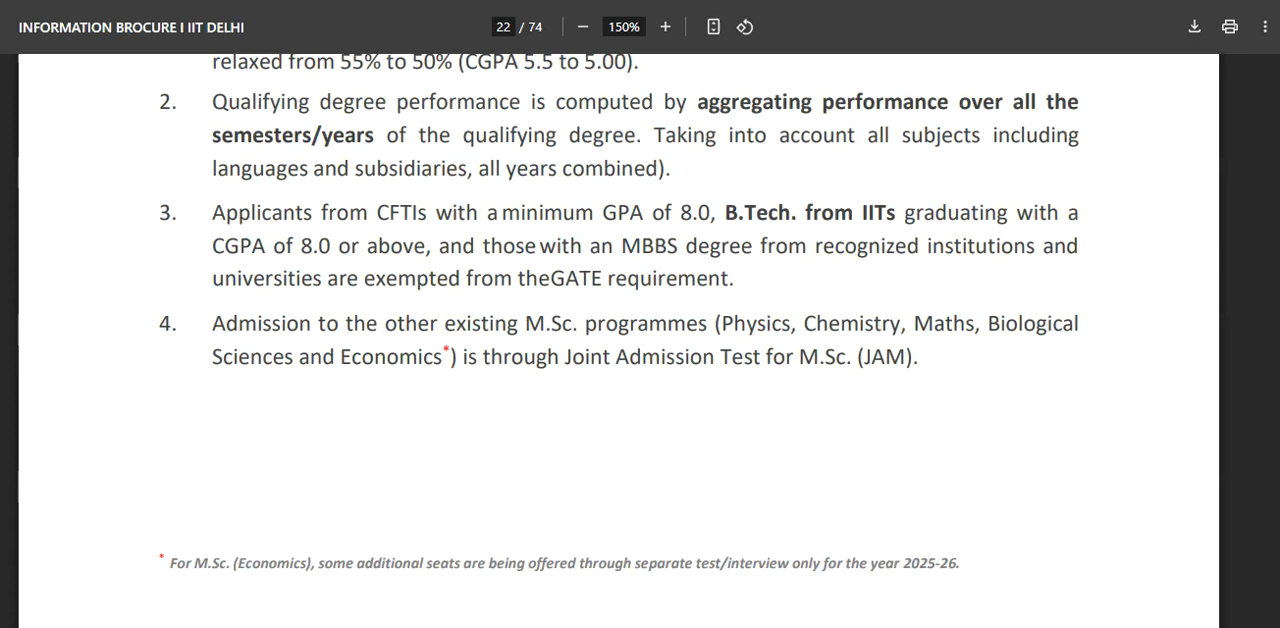 INFORMATION BROCURE I IIT DELHI
22 / 74
150%
relaxed from 55% to 50% (CGPA 5.5 to 5.00).
2. Qualifying degree performance is computed by aggregating performance over all the
semesters/years of the qualifying degree. Taking into account all subjects including
languages and subsidiaries, all years combined).
3. Applicants from CFTIs with a minimum GPA of 8.0, B.Tech. from IITs graduating with a
CGPA of 8.0 or above, and those with an MBBS degree from recognized institutions and
universities are exempted from theGATE requirement.
4. Admission to the other existing M.Sc. programmes (Physics, Chemistry, Maths, Biological
Sciences and Economics*) is through Joint Admission Test for M.Sc. (JAM).
* For M.Sc. (Economics), some additional seats are being offered through separate test/interview only for the year 2025-26.